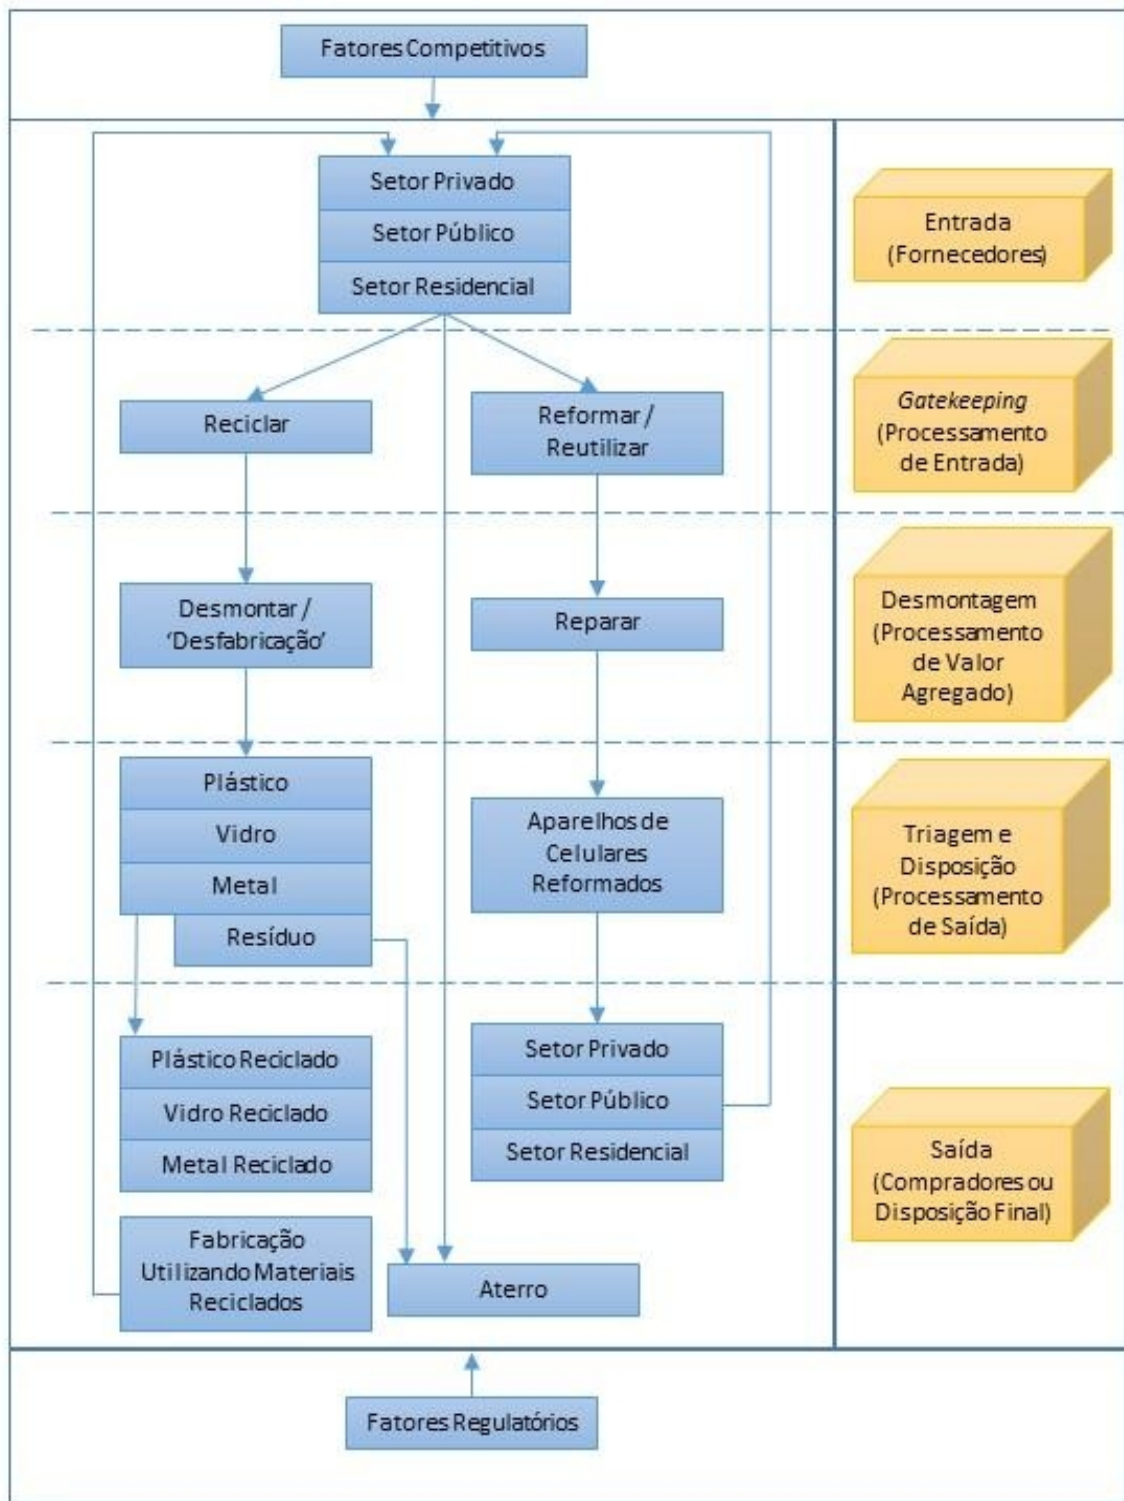 Fatores Competitivos
Setor Privado
Setor Público
Setor Residencial
Entrada
(Fornecedores)
Reciclar
Reformar /
Reutilizar
Gatekeeping
(Processamento
de Entrada)
Desmontar /
‘Desfabricação’
Reparar
Desmontagem
(Processamento
de Valor
Agregado)
Plástico
Vidro
Metal
Resíduo
Aparelhos de
Celulares
Reformados
Triagem e
Disposição
(Processamento
de Saída)
Plástico Reciclado
Vidro Reciclado
Metal Reciclado
Setor Privado
Setor Público
Setor Residencial
Saída
(Compradores ou
Disposição Final)
Fabricação
Utilizando Materiais
Reciclados
Aterro
Fatores Regulatórios